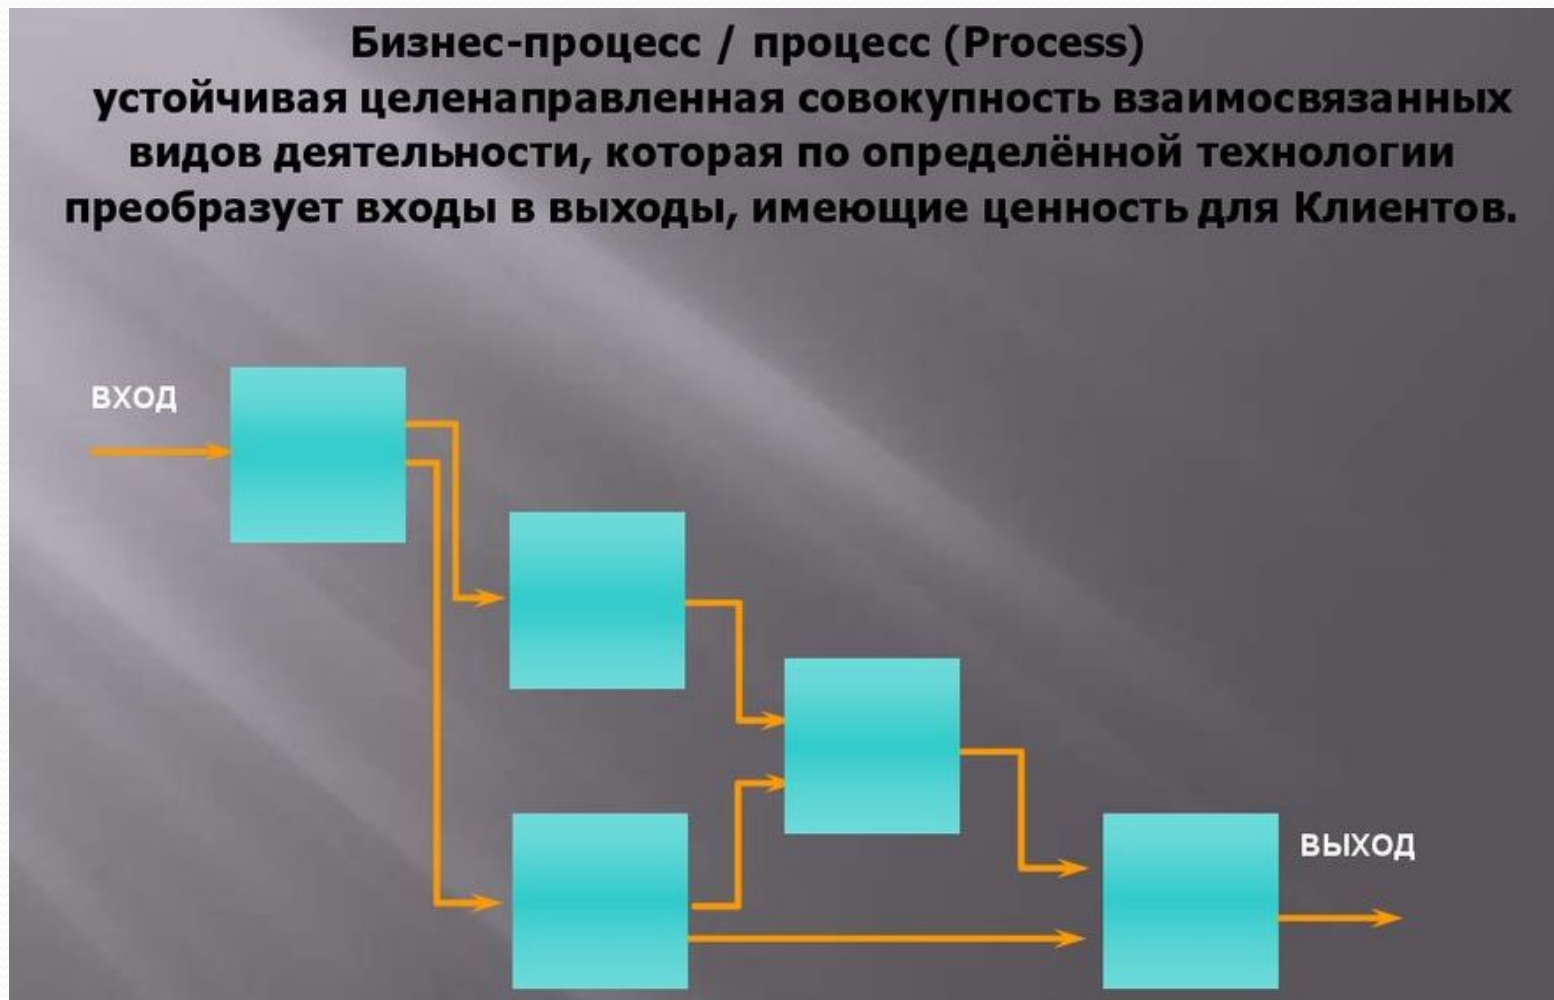 Бизнес-процесс / процесс (Process)
устойчивая целенаправленная совокупность взаимосвязанных
видов деятельности, которая по определённой технологии
преобразует входы в выходы, имеющие ценность для Клиентов.
ВХОД
ВЫХОД